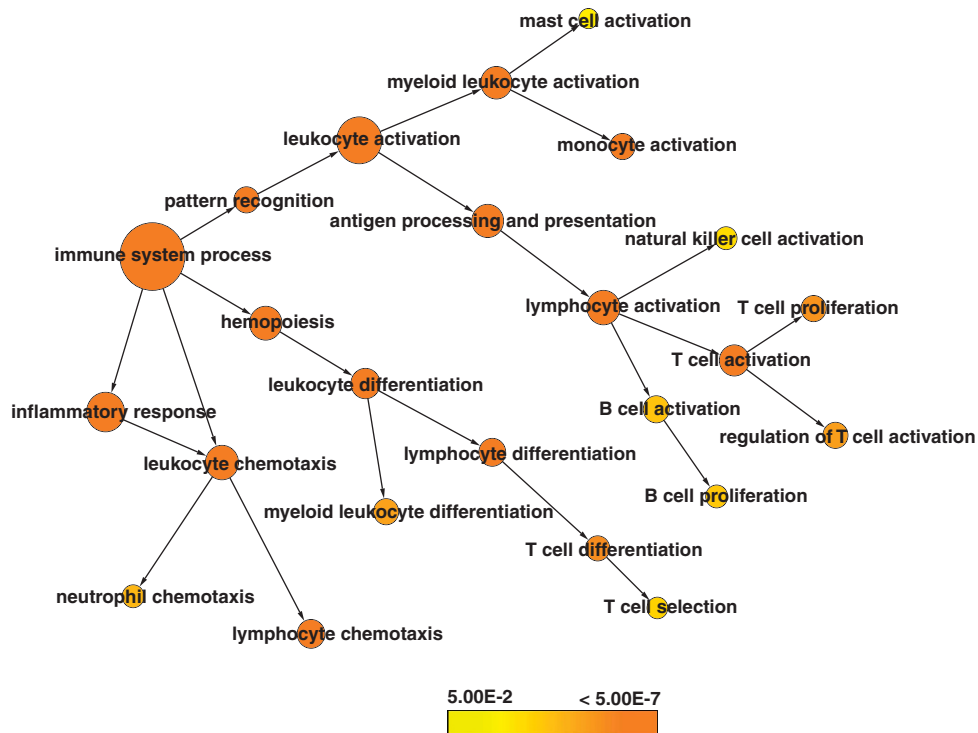 mast cell activation
myeloid leukocyte activation
leukocyte activation
monocyte activation
pattern recognition
antigen processing and presentation
natural killer cell activation
immune system process
lymphocyte activation
T cell proliferation
hemopoiesis
T cell activation
leukocyte differentiation
B cell activation
inflammatory response
regulation of T cell activation
lymphocyte differentiation
leukocyte chemotaxis
B cell proliferation
myeloid leukocyte differentiation
T cell differentiation
neutrophil chemotaxis
T cell selection
lymphocyte chemotaxis
5.00E-2 < 5.00E-7